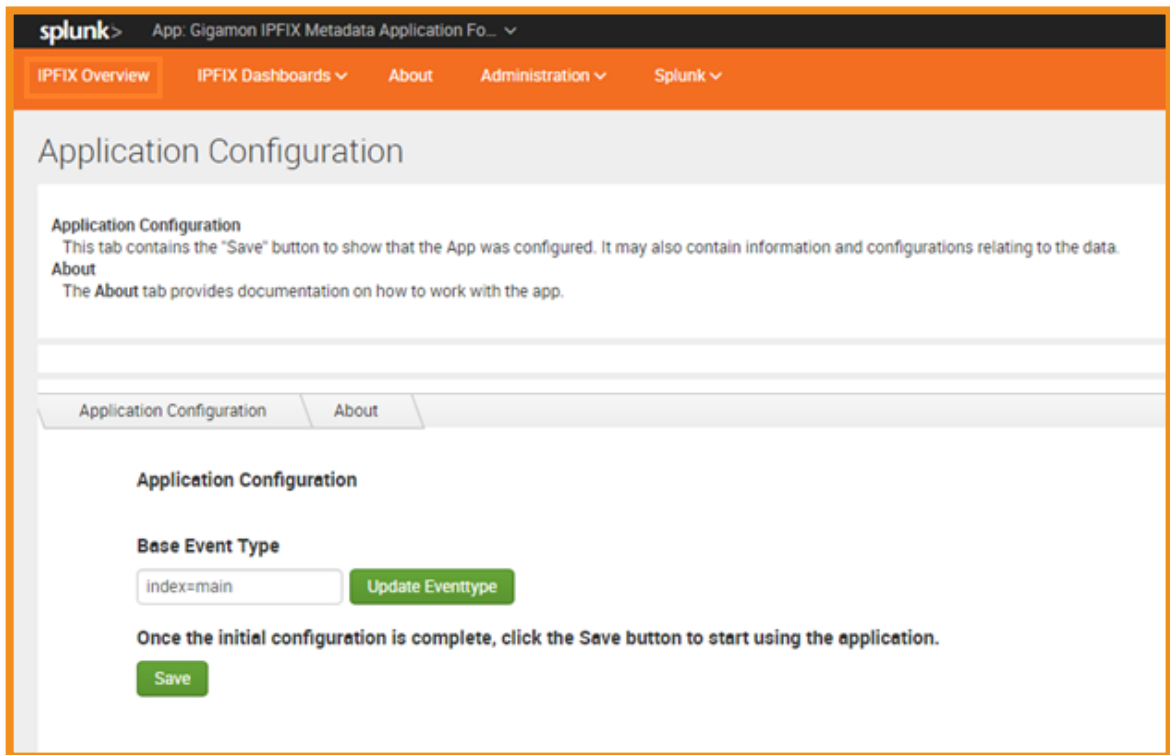 splunk> App: Gigamon IPFIX Metadata Application Fo...
IPFIX Overview IPFIX Dashboards About Administration Splunk
Application Configuration
Application Configuration
This tab contains the "Save" button to show that the App was configured. It may also contain information and configurations relating to the data.
About
The About tab provides documentation on how to work with the app.
Application Configuration About
Application Configuration
Base Event Type
index=main Update Eventtype
Once the initial configuration is complete, click the Save button to start using the application.
Save